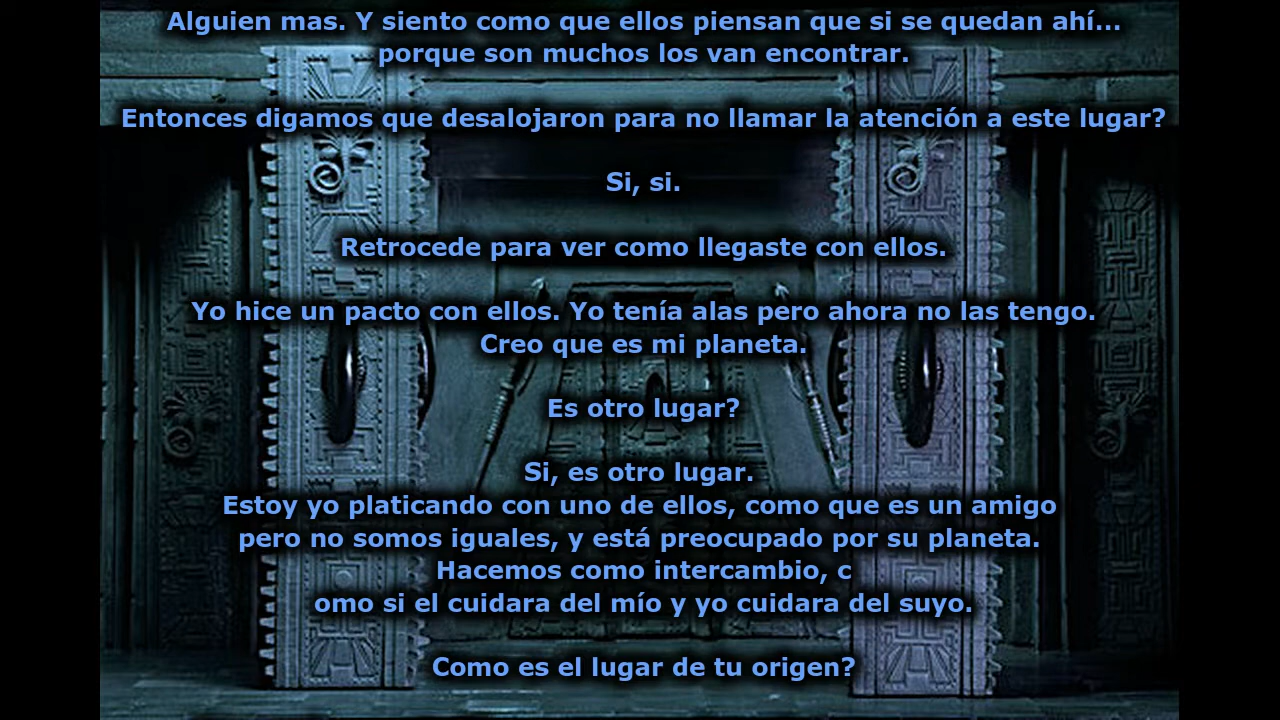 Alguien mas. Y siento como que ellos piensan que si se quedan ahí...
porque son muchos los van encontrar.
Entonces digamos que desalojaron para no llamar la atención a este lugar?
Si, si.
Retrocede para ver como llegaste con ellos.
Yo hice un pacto con ellos. Yo tenía alas pero ahora no las tengo.
Creo que es mi planeta.
Es otro lugar?
Si, es otro lugar.
Estoy yo platicando con uno de ellos, como que es un amigo
pero no somos iguales, y está preocupado por su planeta.
Hacemos como intercambio, c
omo si el cuidara del mío y yo cuidara del suyo.
Como es el lugar de tu origen?